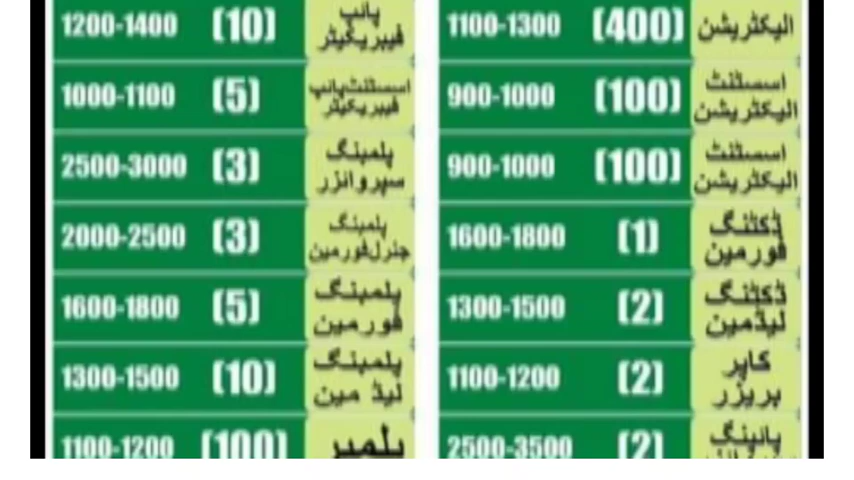 الیکٹریشن (400) 1100-1300
اسسٹنٹ الیکٹریشن (100) 900-1000
اسسٹنٹ الیکٹریشن (100) 900-1000
ڈکٹنگ فورمین (1) 1600-1800
ڈکٹنگ لیڈمین (2) 1300-1500
کاپر بریزر (2) 1100-1200
پائپنگ (2) 2500-3500
پائپ فیبریکیٹر (10) 1200-1400
اسسٹنٹ پائپ فیبریکیٹر (5) 1000-1100
پلمبنگ سپروائزر (3) 2500-3000
پلمبنگ جنرل فورمین (3) 2000-2500
پلمبنگ فورمین (5) 1600-1800
پلمبنگ لیڈ مین (10) 1300-1500
پلمبر (100) 1100-1200